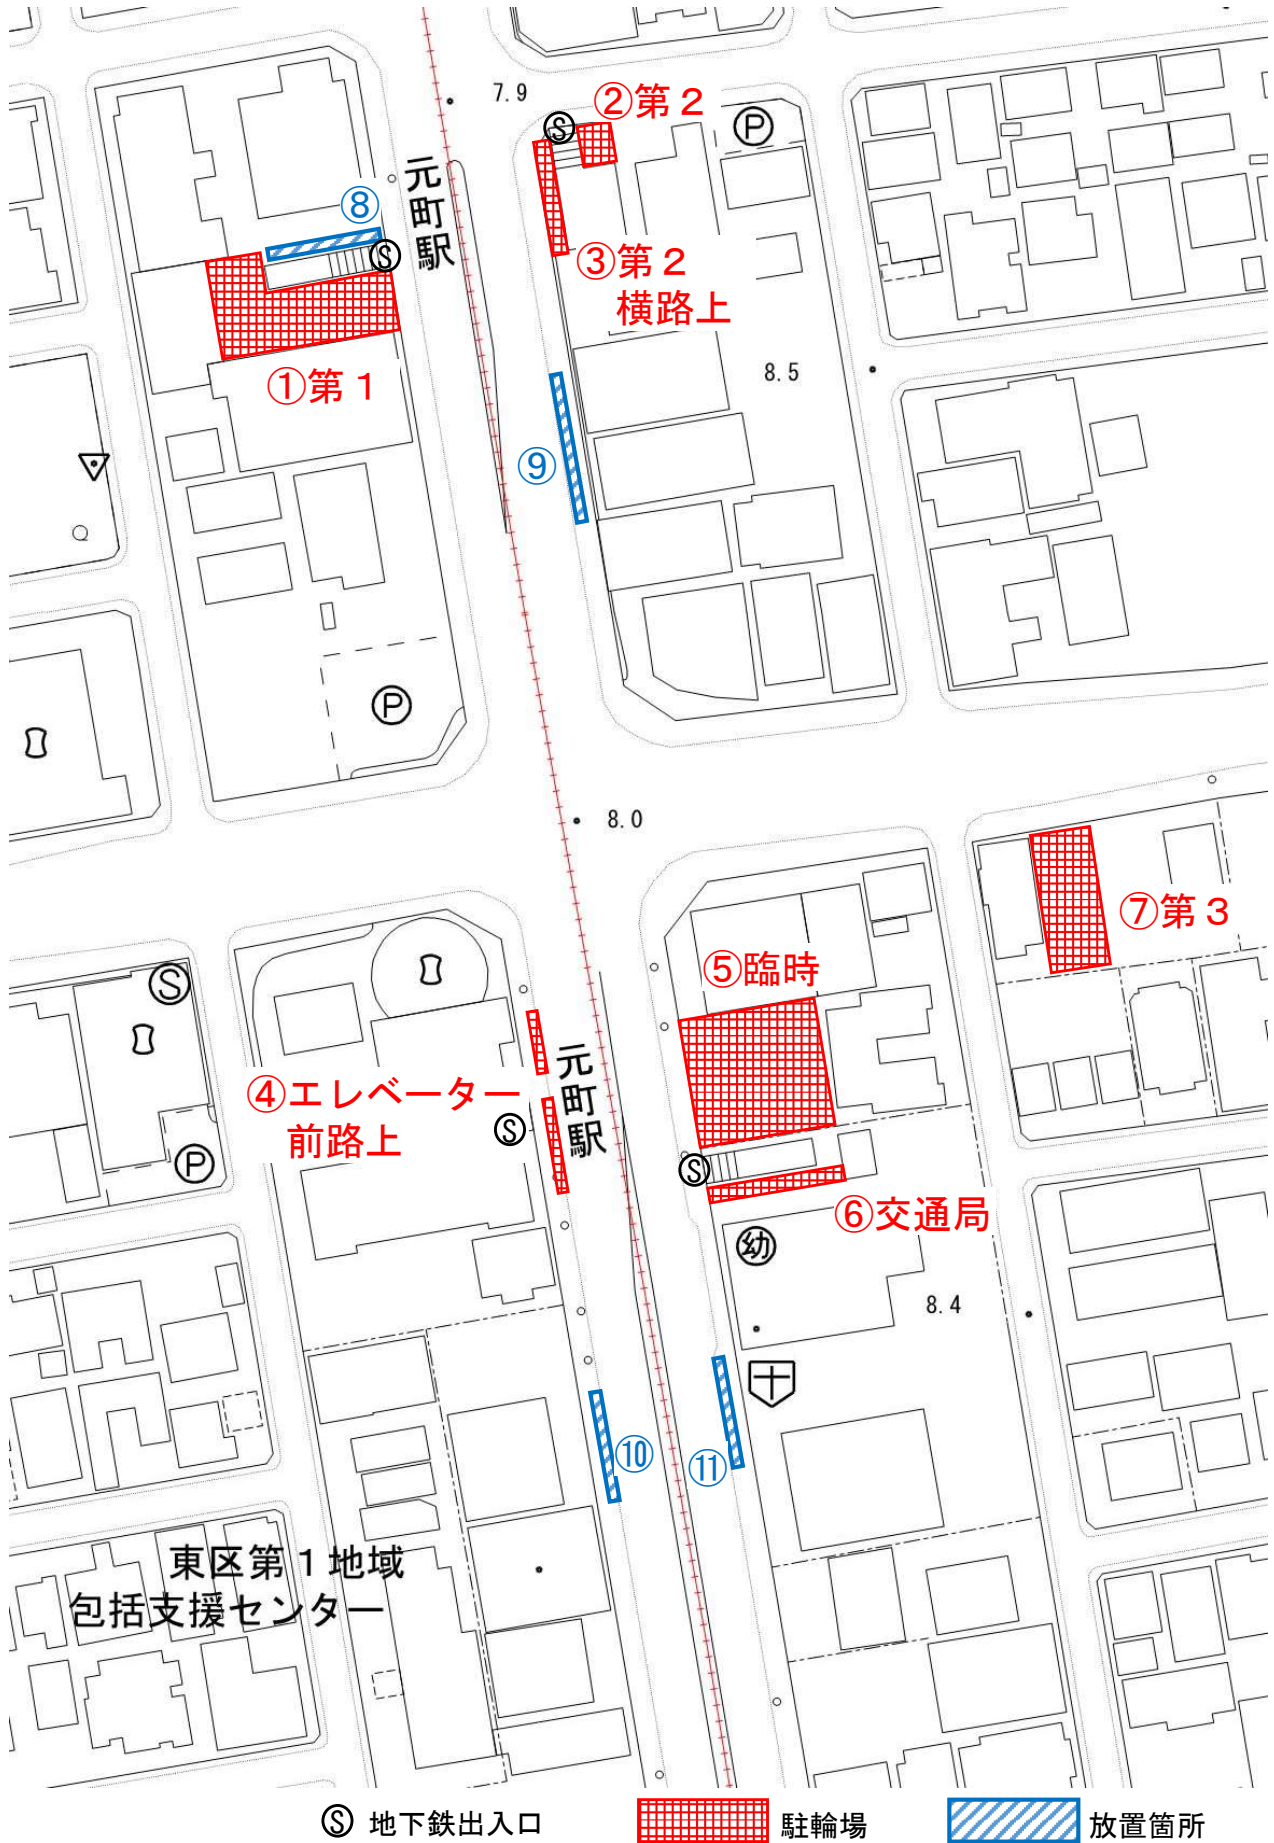 7.9
②第２
Ⓢ
Ⓟ
元町駅
⑧
Ⓢ
③第２
横路上
①第１
8.5
⑨
Ⓟ
8.0
⑦第３
⑤臨時
Ⓢ
④エレベーター
前路上
元町駅
Ⓢ
Ⓟ
Ⓢ
⑥交通局
幼
8.4
⑩
⑪
東区第１地域
包括支援センター
Ⓢ 地下鉄出入口
駐輪場
放置箇所